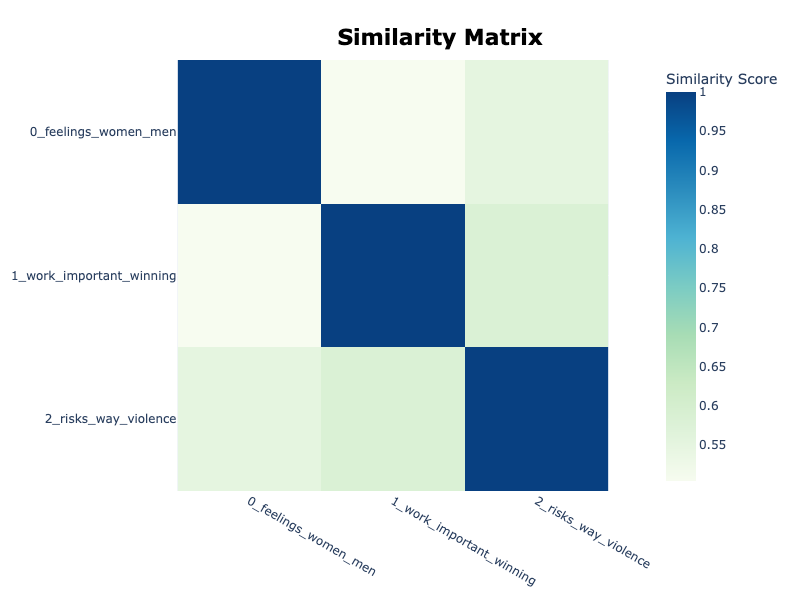 Similarity Matrix
Similarity Score
1
0.95
0.9
0.85
0.8
0.75
0.7
0.65
0.6
0.55
0_feelings_women_men
1_work_important_winning
2_risks_way_violence
0_feelings_women_men
1_work_important_winning
2_risks_way_violence